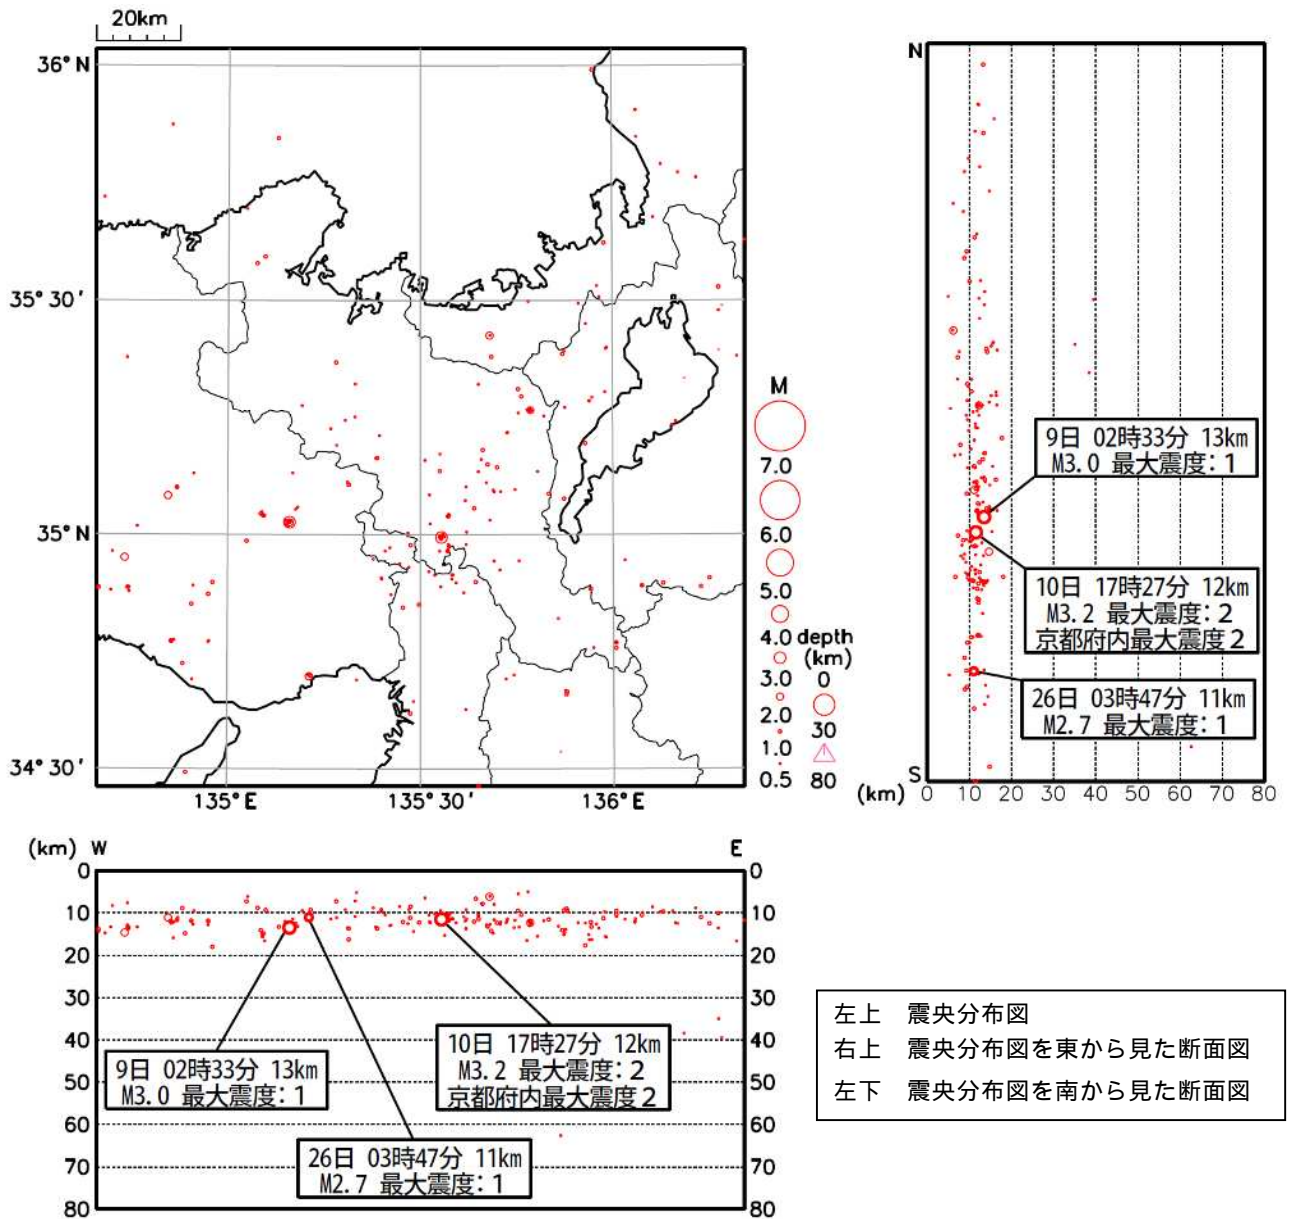 20km
36°N
35°30′
35°N
34°30′
135°E
135°30′
136°E
M
7.0
6.0
5.0
4.0
3.0
2.0
1.0
0.5
depth
(km)
0
30
80
N
S
(km)
0 10 20 30 40 50 60 70 80
9日 02時33分 13km
M3.0 最大震度:1
10日 17時27分 12km
M3.2 最大震度:2
京都府内最大震度2
26日 03時47分 11km
M2.7 最大震度:1
(km) W
E
0
10
20
30
40
50
60
70
80
0
10
20
30
40
50
60
70
80
9日 02時33分 13km
M3.0 最大震度:1
10日 17時27分 12km
M3.2 最大震度:2
京都府内最大震度2
26日 03時47分 11km
M2.7 最大震度:1
左上 震央分布図
右上 震央分布図を東から見た断面図
左下 震央分布図を南から見た断面図